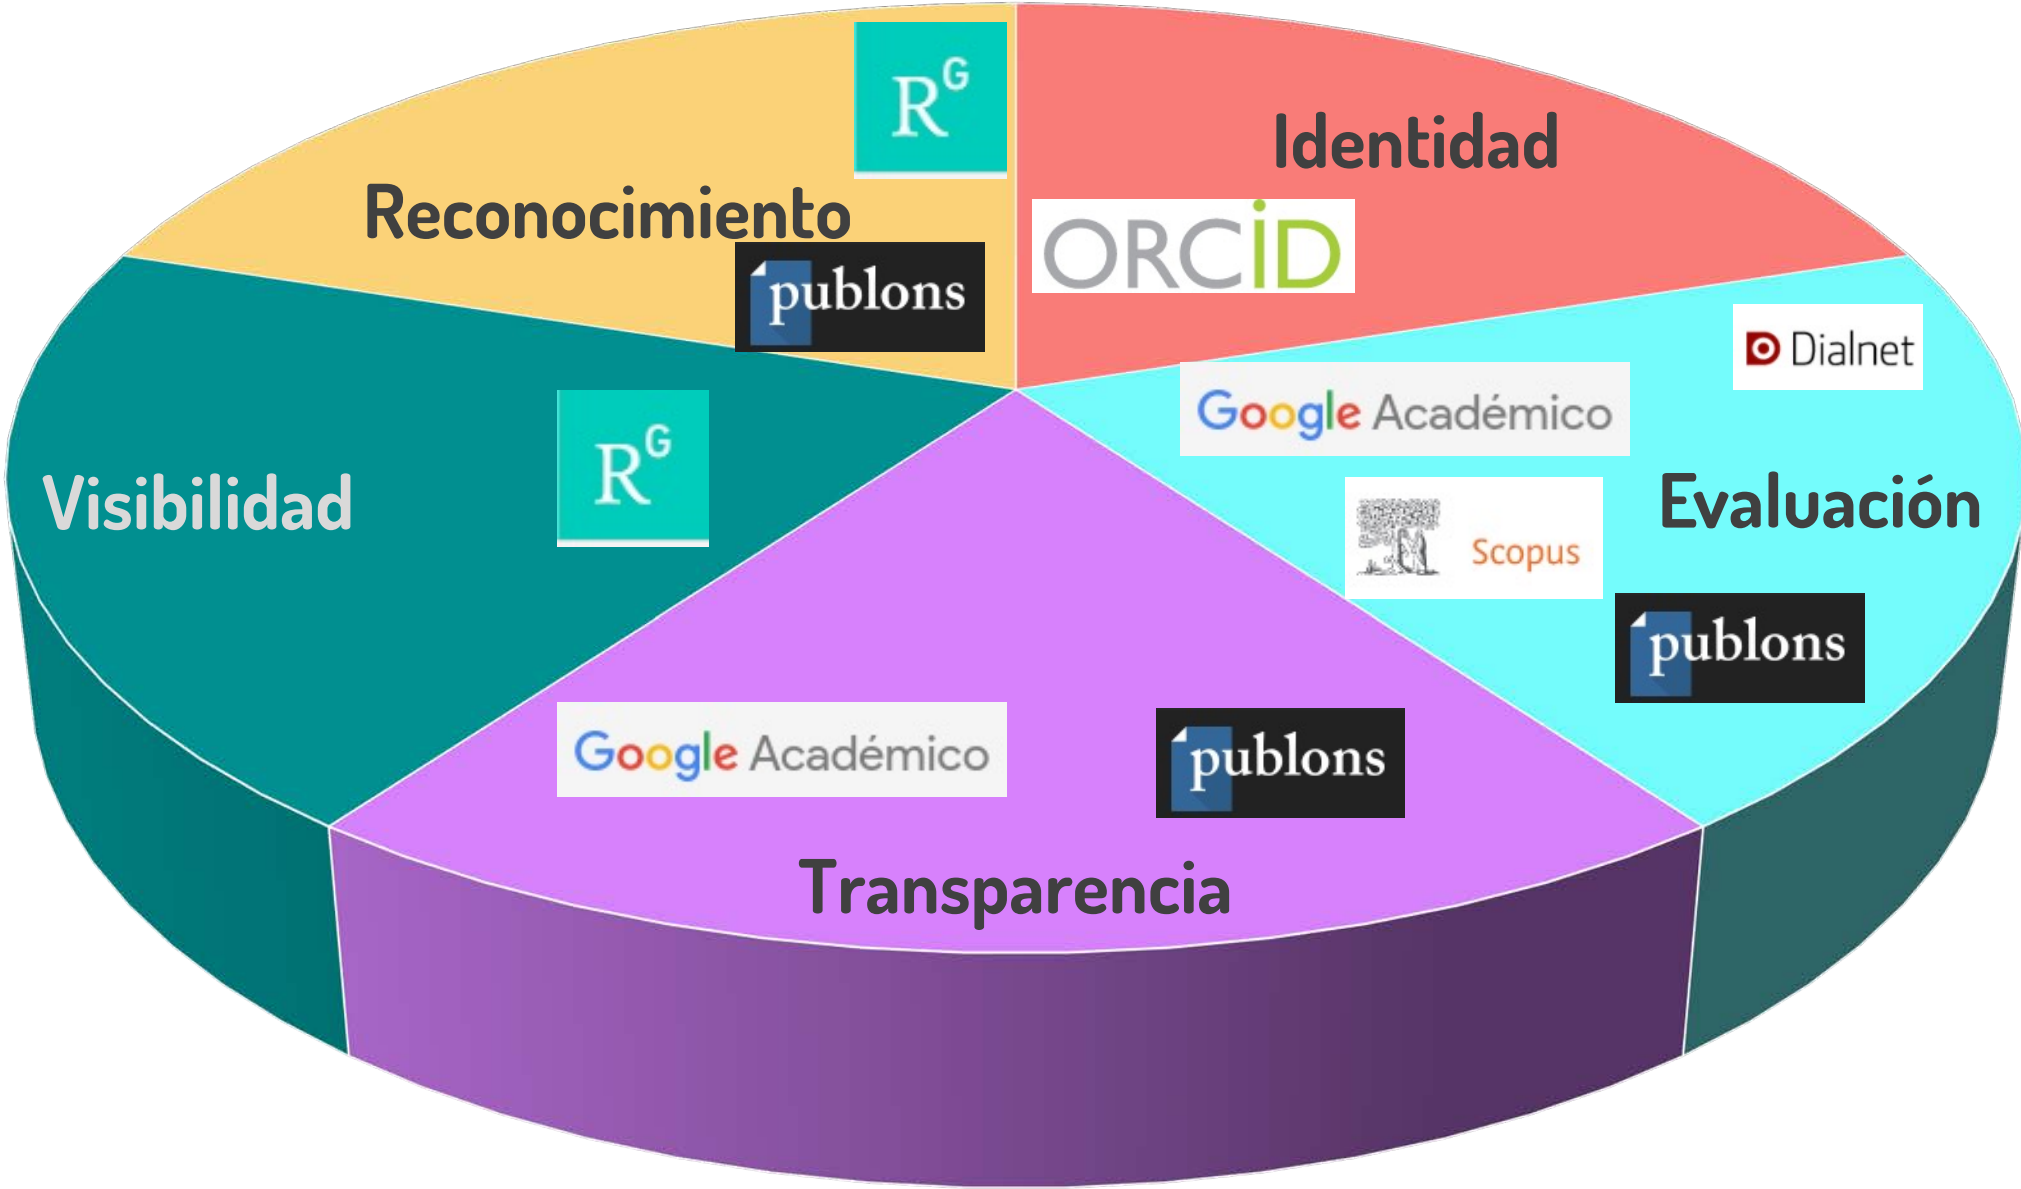 RG
Identidad
Reconocimiento
ORCiD
publons
Dialnet
Google Académico
RG
Visibilidad
Evaluación
Scopus
publons
Google Académico
publons
Transparencia